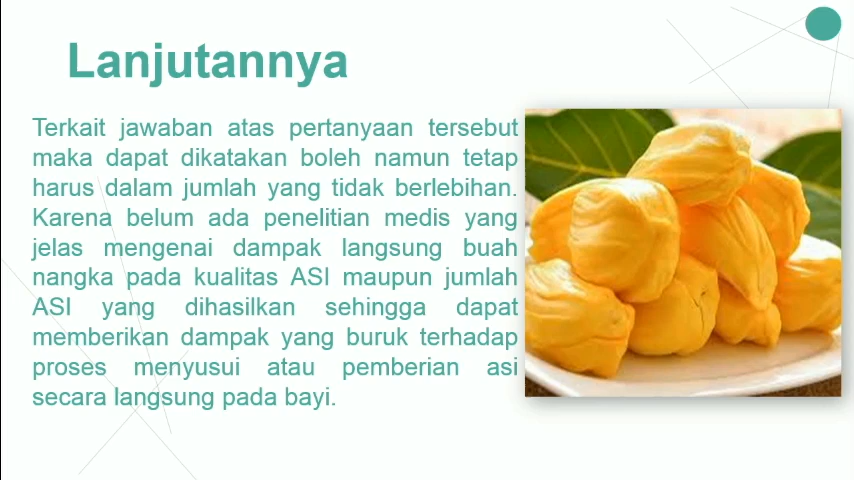 Lanjutannya
Terkait jawaban atas pertanyaan tersebut
maka dapat dikatakan boleh namun tetap
harus dalam jumlah yang tidak berlebihan.
Karena belum ada penelitian medis yang
jelas mengenai dampak langsung buah
nangka pada kualitas ASI maupun jumlah
ASI yang dihasilkan sehingga dapat
memberikan dampak yang buruk terhadap
proses menyusui atau pemberian asi
secara langsung pada bayi.